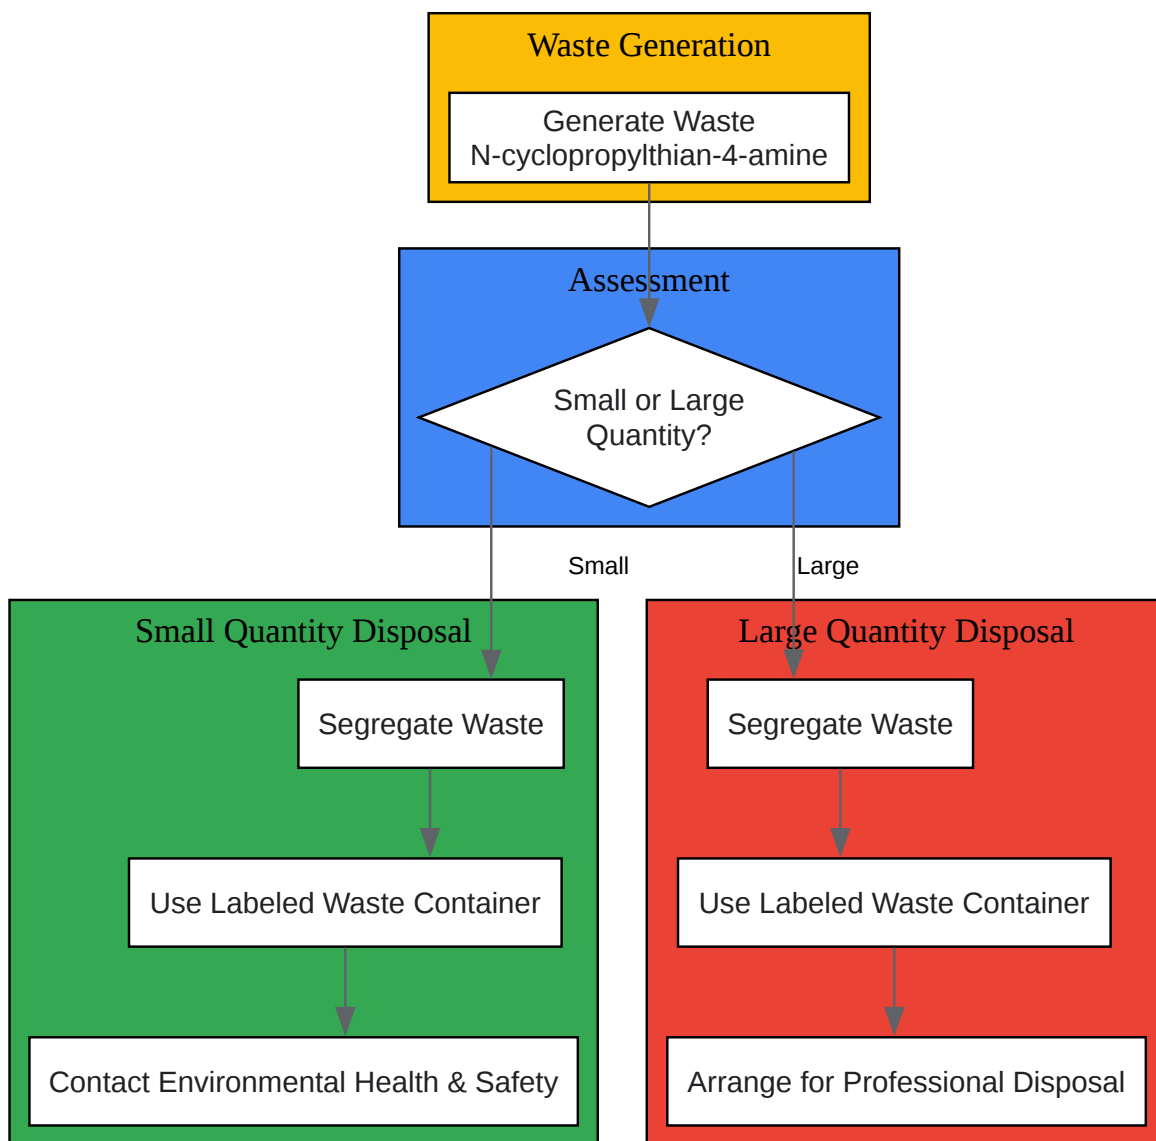 Waste Generation
Generate Waste
N-cyclopropylthian-4-amine
Assessment
Small or Large
Quantity?
Small
Large
Small Quantity Disposal
Segregate Waste
Use Labeled Waste Container
Contact Environmental Health & Safety
Large Quantity Disposal
Segregate Waste
Use Labeled Waste Container
Arrange for Professional Disposal